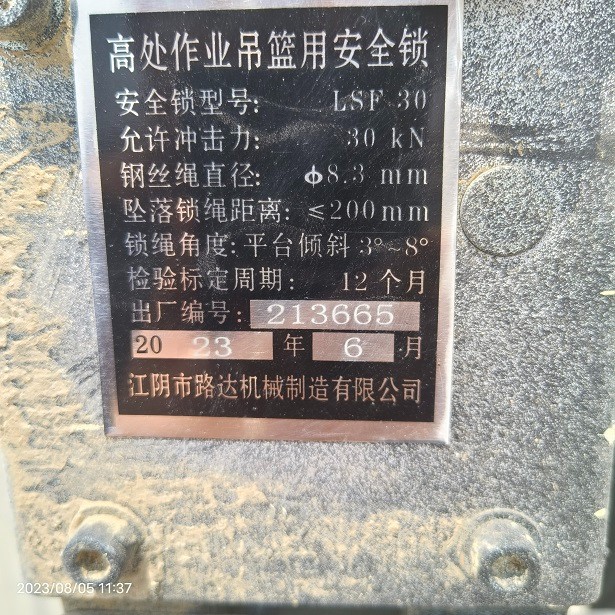 高处作业吊篮用安全锁
安全锁型号: LSF 30
允许冲击力: 30 kN
钢丝绳直径: ф8.3 mm
坠落锁绳距离: ≤200mm
锁绳角度: 平台倾斜 3°~8°
检验标定周期: 12 个月
出厂编号: 213665
20 23 年 6 月
江阴市路达机械制造有限公司
2023/08/05 11:37